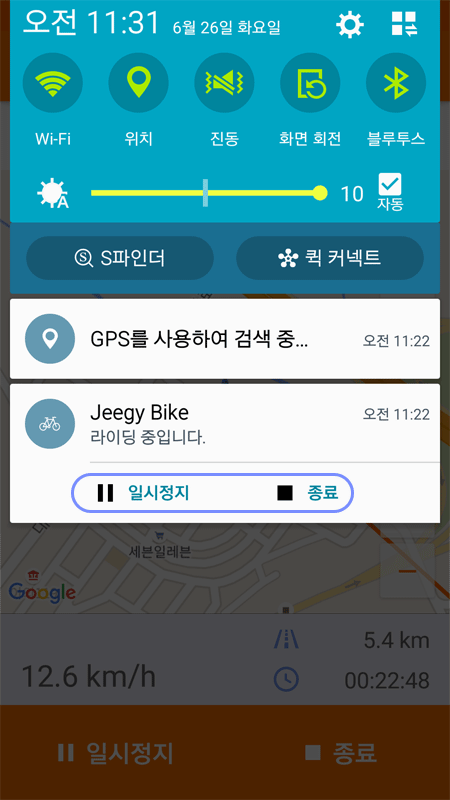 오전 11:31 6월 26일 화요일
Wi-Fi 위치 진동 화면 회전 블루투스
A 10 자동
S파인더 퀵 커넥트
GPS를 사용하여 검색 중... 오전 11:22
Jeegy Bike 오전 11:22
라이딩 중입니다.
일시정지 종료
세븐일레븐
Google
5.4 km
12.6 km/h
00:22:48
일시정지 종료